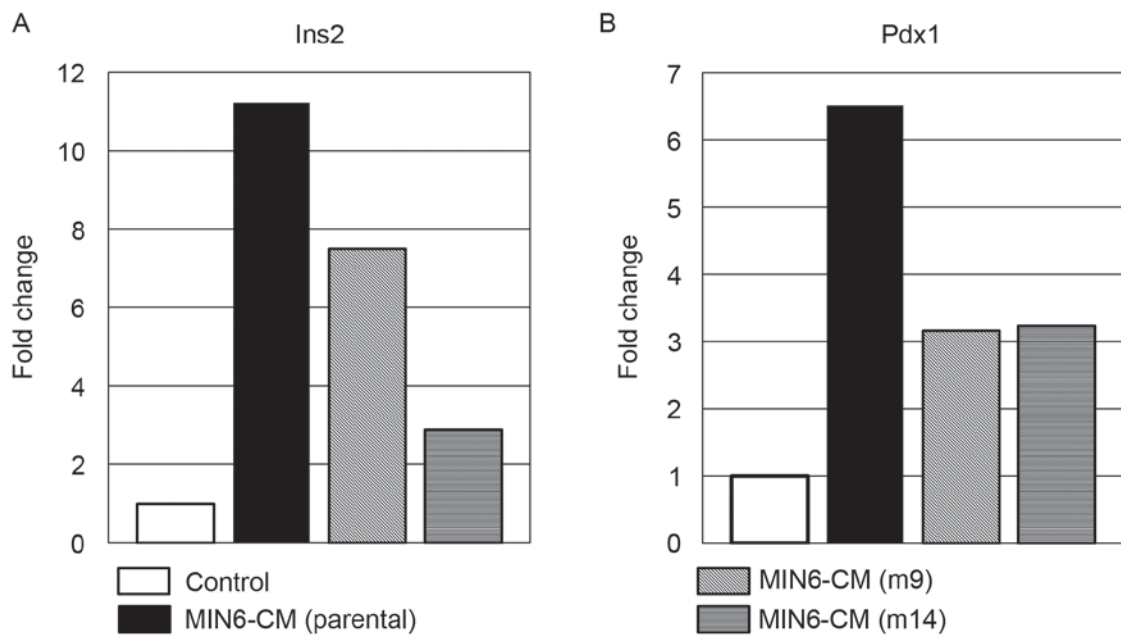 A
Ins2
12
10
8
6
4
2
0
Fold change
B
Pdx1
7
6
5
4
3
2
1
0
Fold change
Control
MIN6-CM (parental)
MIN6-CM (m9)
MIN6-CM (m14)